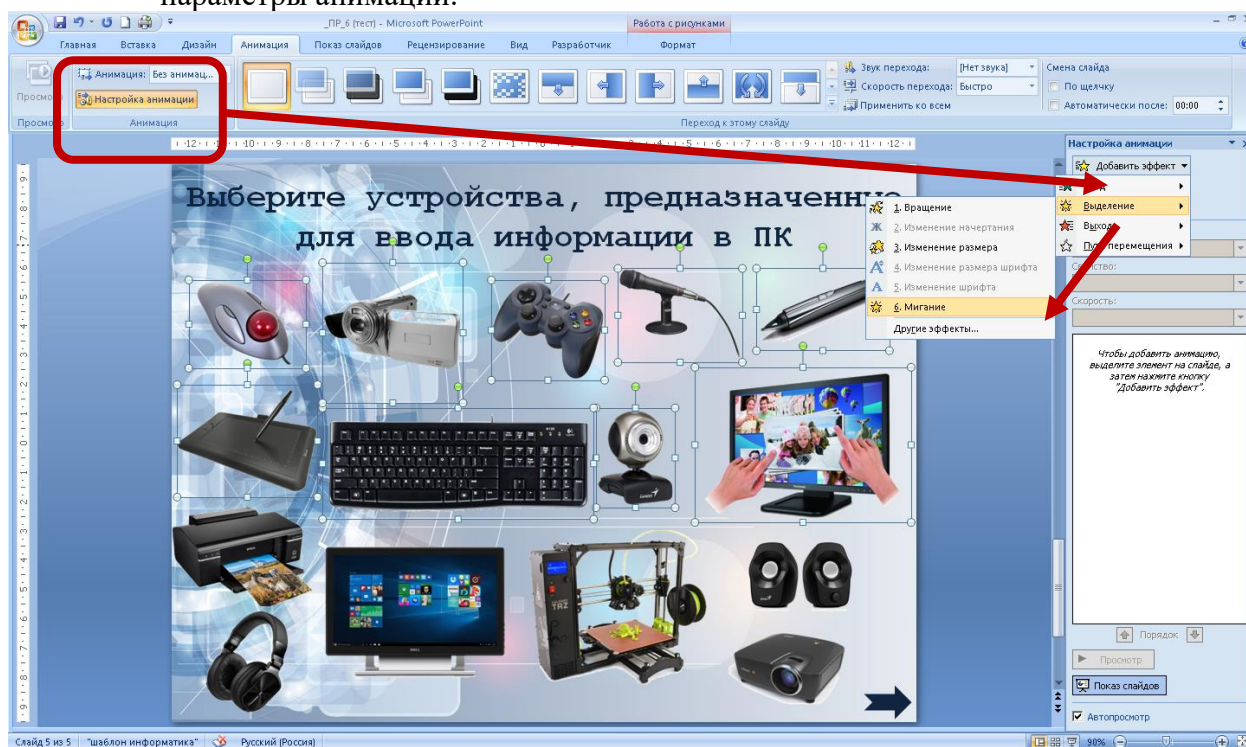 параметры анимации.
_ПР_6 (тест) - Microsoft PowerPoint
Работа с рисунками
Главная Вставка Дизайн Анимация Показ слайдов Рецензирование Вид Разработчик Формат
Анимация: Без анимац...
Настройка анимации
Просмо
Просмо
Анимация
Звук перехода: [Нет звука]
Скорость перехода: Быстро
Применить ко всем
Переход к этому слайду
Смена слайда
По щелчку
Автоматически после: 00:00
Настройка анимации
Добавить эффект
Выделение
Выход
Пути перемещения
1. Вращение
2. Изменение начертания
3. Изменение размера
4. Изменение размера шрифта
5. Изменение шрифта
6. Мигание
Другие эффекты...
Скорость:
Чтобы добавить анимацию,
выделите элемент на слайде, а
затем нажмите кнопку
"Добавить эффект".
Порядок
Просмотр
Показ слайдов
Автопросмотр
Выберите устройства, предназначенные
для ввода информации в ПК
TAZ
Слайд 5 из 5 "шаблон информатика" Русский (Россия) 90%